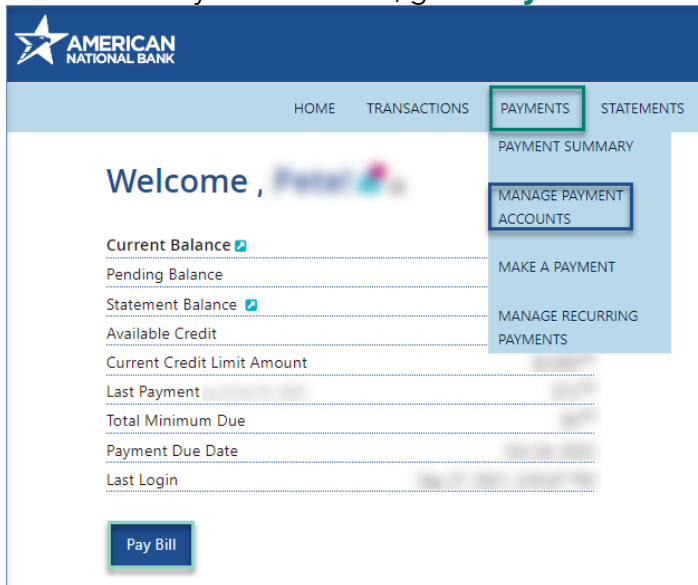 AMERICAN
NATIONAL BANK
HOME TRANSACTIONS PAYMENTS STATEMENTS
PAYMENT SUMMARY
MANAGE PAYMENT
ACCOUNTS
MAKE A PAYMENT
MANAGE RECURRING
PAYMENTS
Welcome ,
Current Balance
Pending Balance
Statement Balance
Available Credit
Current Credit Limit Amount
Last Payment
Total Minimum Due
Payment Due Date
Last Login
Pay Bill